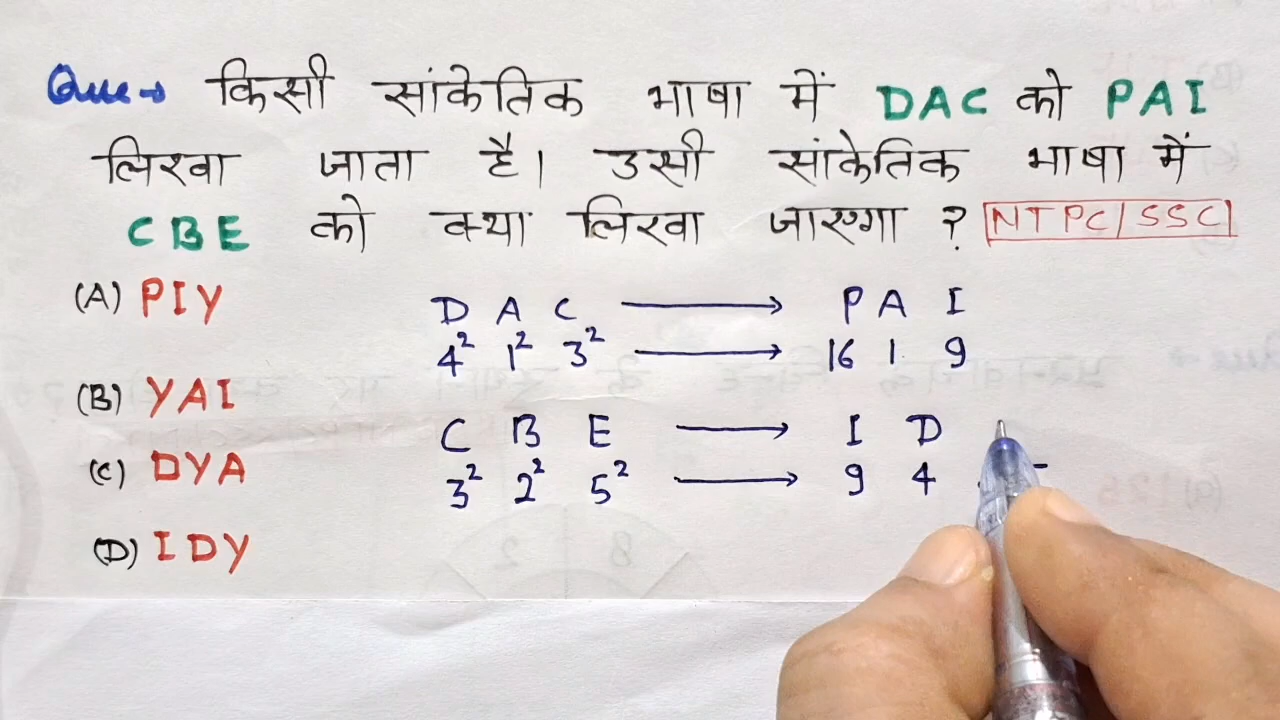 Que→ किसी सांकेतिक भाषा में DAC को PAI
लिखा जाता है। उसी सांकेतिक भाषा में
CBE को क्या लिखा जाएगा ? NTPC/SSC
(A) PIY
(B) YAI
(C) DYA
(D) IDY
D A C → P A I
4² 1² 3² → 16 1 9
C B E → I D
3² 2² 5² → 9 4